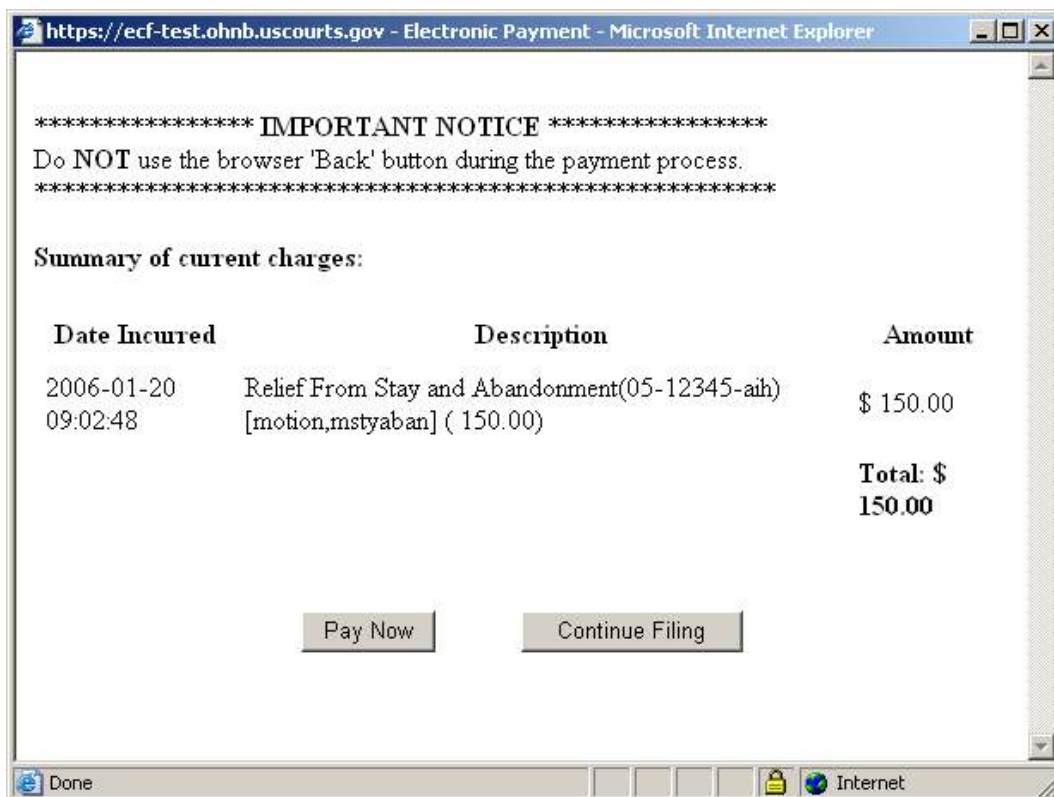 https://ecf-test.ohnb.uscourts.gov - Electronic Payment - Microsoft Internet Explorer
**************** IMPORTANT NOTICE ****************
Do NOT use the browser 'Back' button during the payment process.
******************************************************
Summary of current charges:
Date Incurred Description Amount
2006-01-20 Relief From Stay and Abandonment(05-12345-aih)
09:02:48 [motion,mstyaban] ( 150.00) $ 150.00
Total: $
150.00
Pay Now Continue Filing
Done Internet